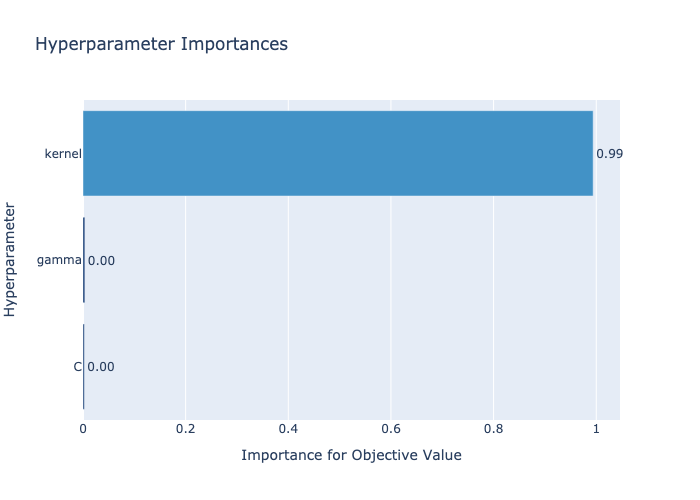 Hyperparameter Importances
Hyperparameter
kernel
0.99
gamma
0.00
C
0.00
0
0.2
0.4
0.6
0.8
1
Importance for Objective Value